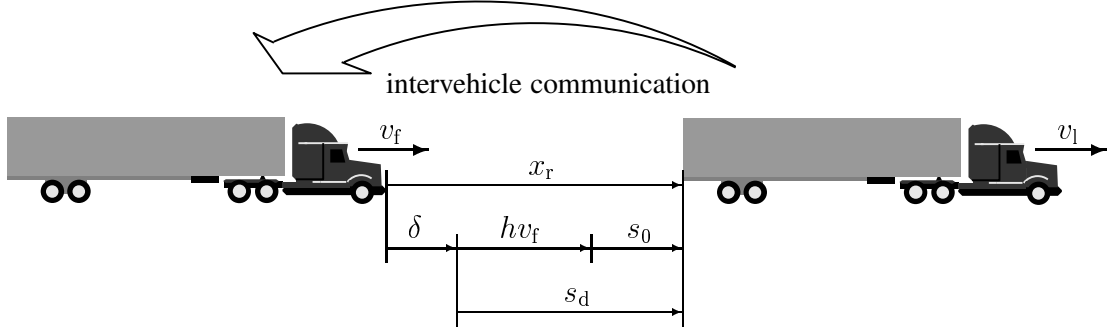 intervehicle communication
v_f
v_l
x_r
δ
hv_f
s_0
s_d